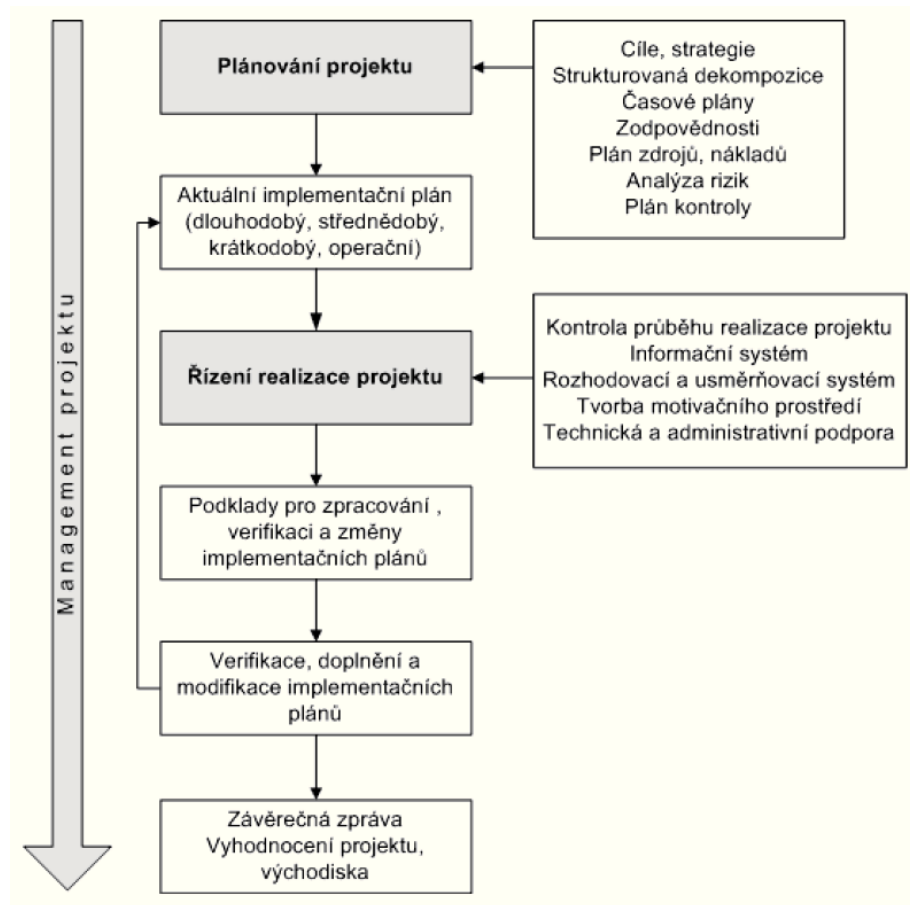 Plánování projektu
Cíle, strategie
Strukturovaná dekompozice
Časové plány
Zodpovědnosti
Plán zdrojů, nákladů
Analýza rizik
Plán kontroly
Aktuální implementační plán
(dlouhodobý, střednědobý,
krátkodobý, operační)
Management projektu
Řízení realizace projektu
Kontrola průběhu realizace projektu
Informační systém
Rozhodovací a usměrňovací systém
Tvorba motivačního prostředí
Technická a administrativní podpora
Podklady pro zpracování ,
verifikaci a změny
implementačních plánů
Verifikace, doplnění a
modifikace implementačních
plánů
Závěrečná zpráva
Vyhodnocení projektu,
východiska